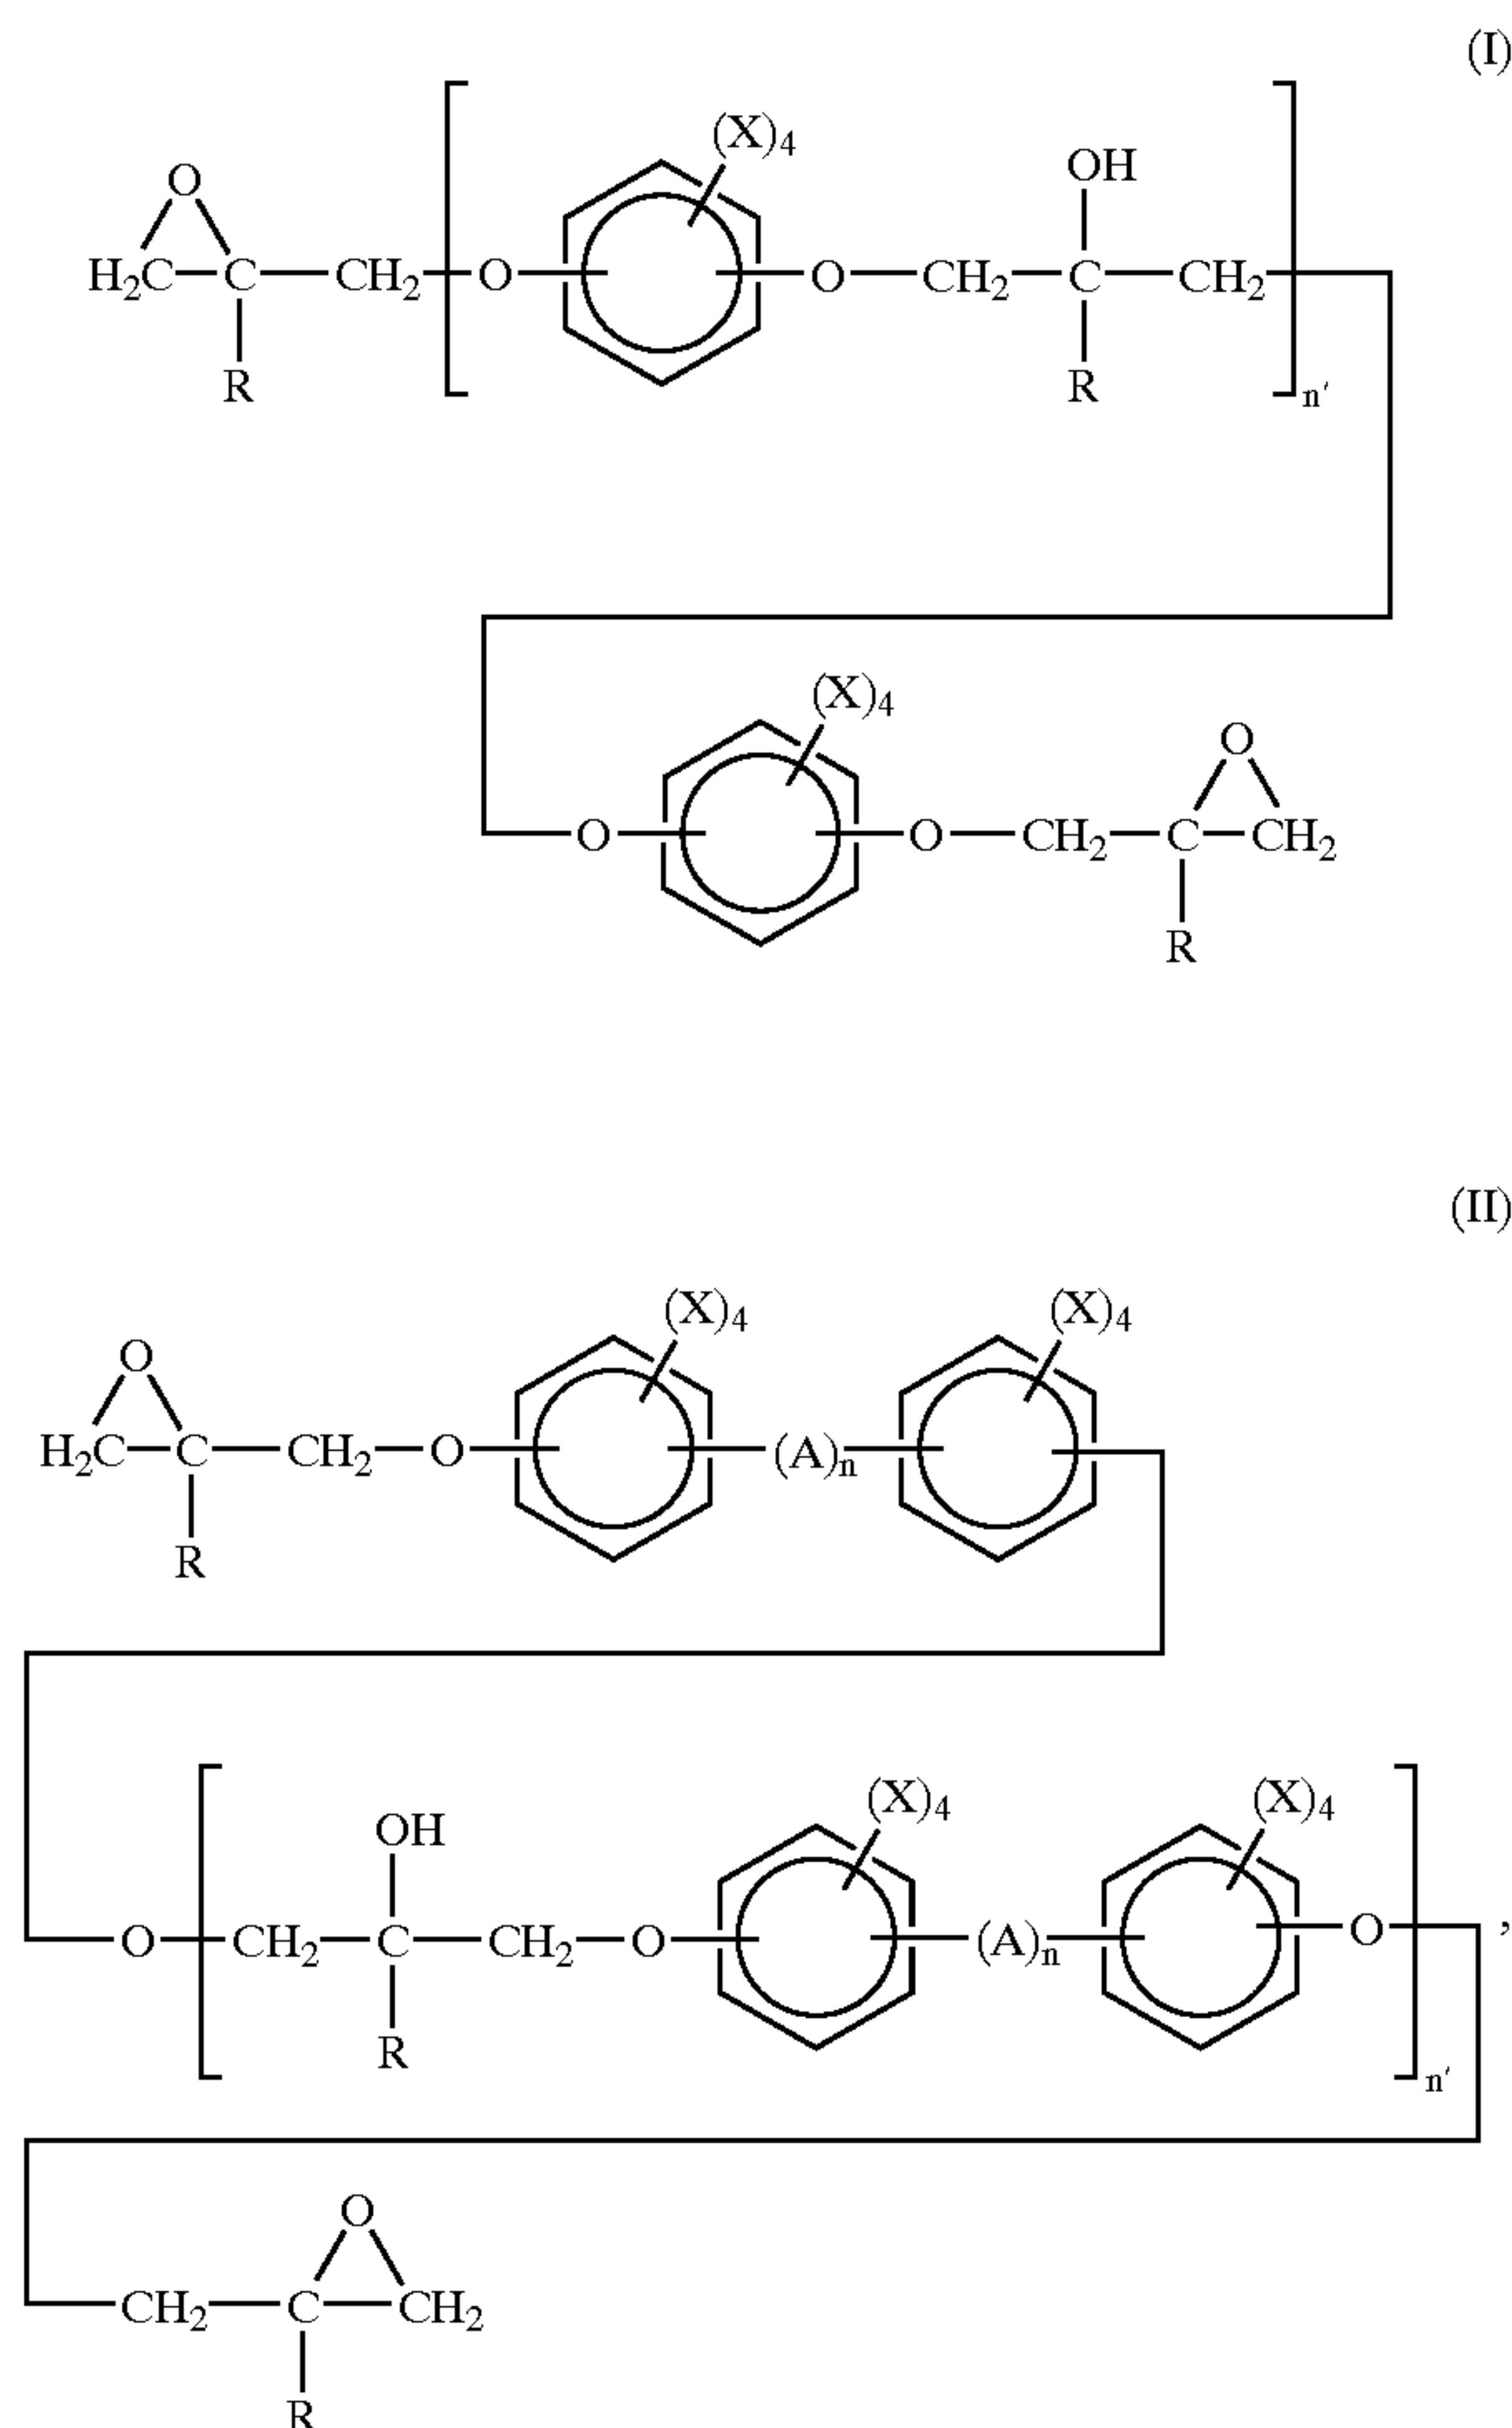 (I)
(X)4
O OH
H2C C CH2 O O CH2 C CH2
R R n′
(X)4
O
O O CH2 C CH2
R
(II)
(X)4 (X)4
O
H2C C CH2 O (A)n
R
(X)4 (X)4
OH
O CH2 C CH2 O (A)n O ,
R n′
O
CH2 C CH2
R